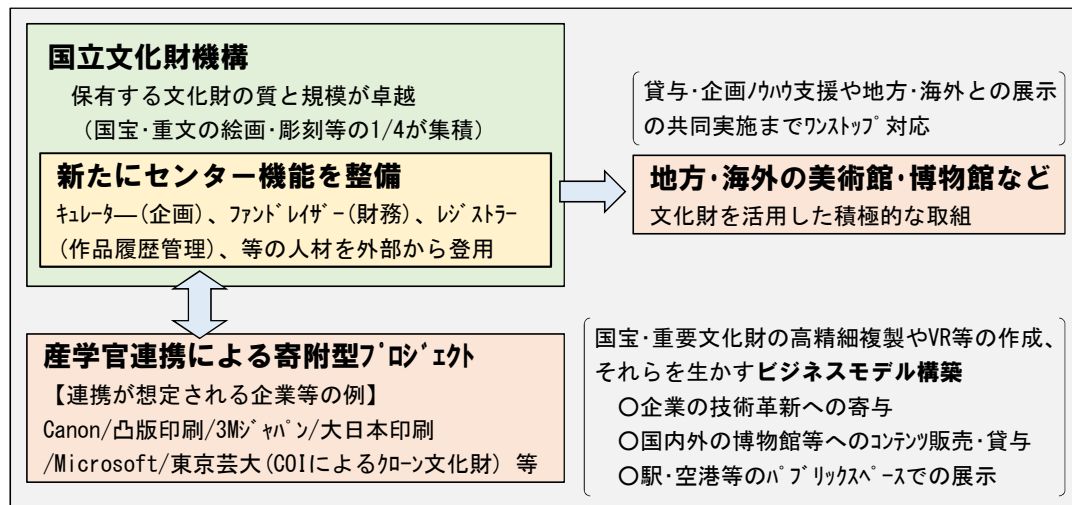 国立文化財機構
保有する文化財の質と規模が卓越
（国宝・重文の絵画・彫刻等の1/4が集積）
新たにセンター機能を整備
ｷｭﾚｰﾀ―(企画)、ﾌｧﾝﾄﾞﾚｲｻﾞｰ(財務)、ﾚｼﾞｽﾄﾗｰ
(作品履歴管理)、等の人材を外部から登用
貸与・企画ﾉｳﾊｳ支援や地方・海外との展示
の共同実施までﾜﾝｽﾄｯﾌﾟ対応
地方・海外の美術館・博物館など
文化財を活用した積極的な取組
産学官連携による寄附型ﾌﾟﾛｼﾞｪｸﾄ
【連携が想定される企業等の例】
Canon/凸版印刷/3Mｼﾞｬﾊﾟﾝ/大日本印刷
/Microsoft/東京芸大(COIによるｸﾛｰﾝ文化財) 等
国宝・重要文化財の高精細複製やVR等の作成、
それらを生かすビジネスモデル構築
〇企業の技術革新への寄与
〇国内外の博物館等へのｺﾝﾃﾝﾂ販売・貸与
〇駅・空港等のﾊﾟﾌﾞﾘｯｸｽﾍﾟｰｽでの展示